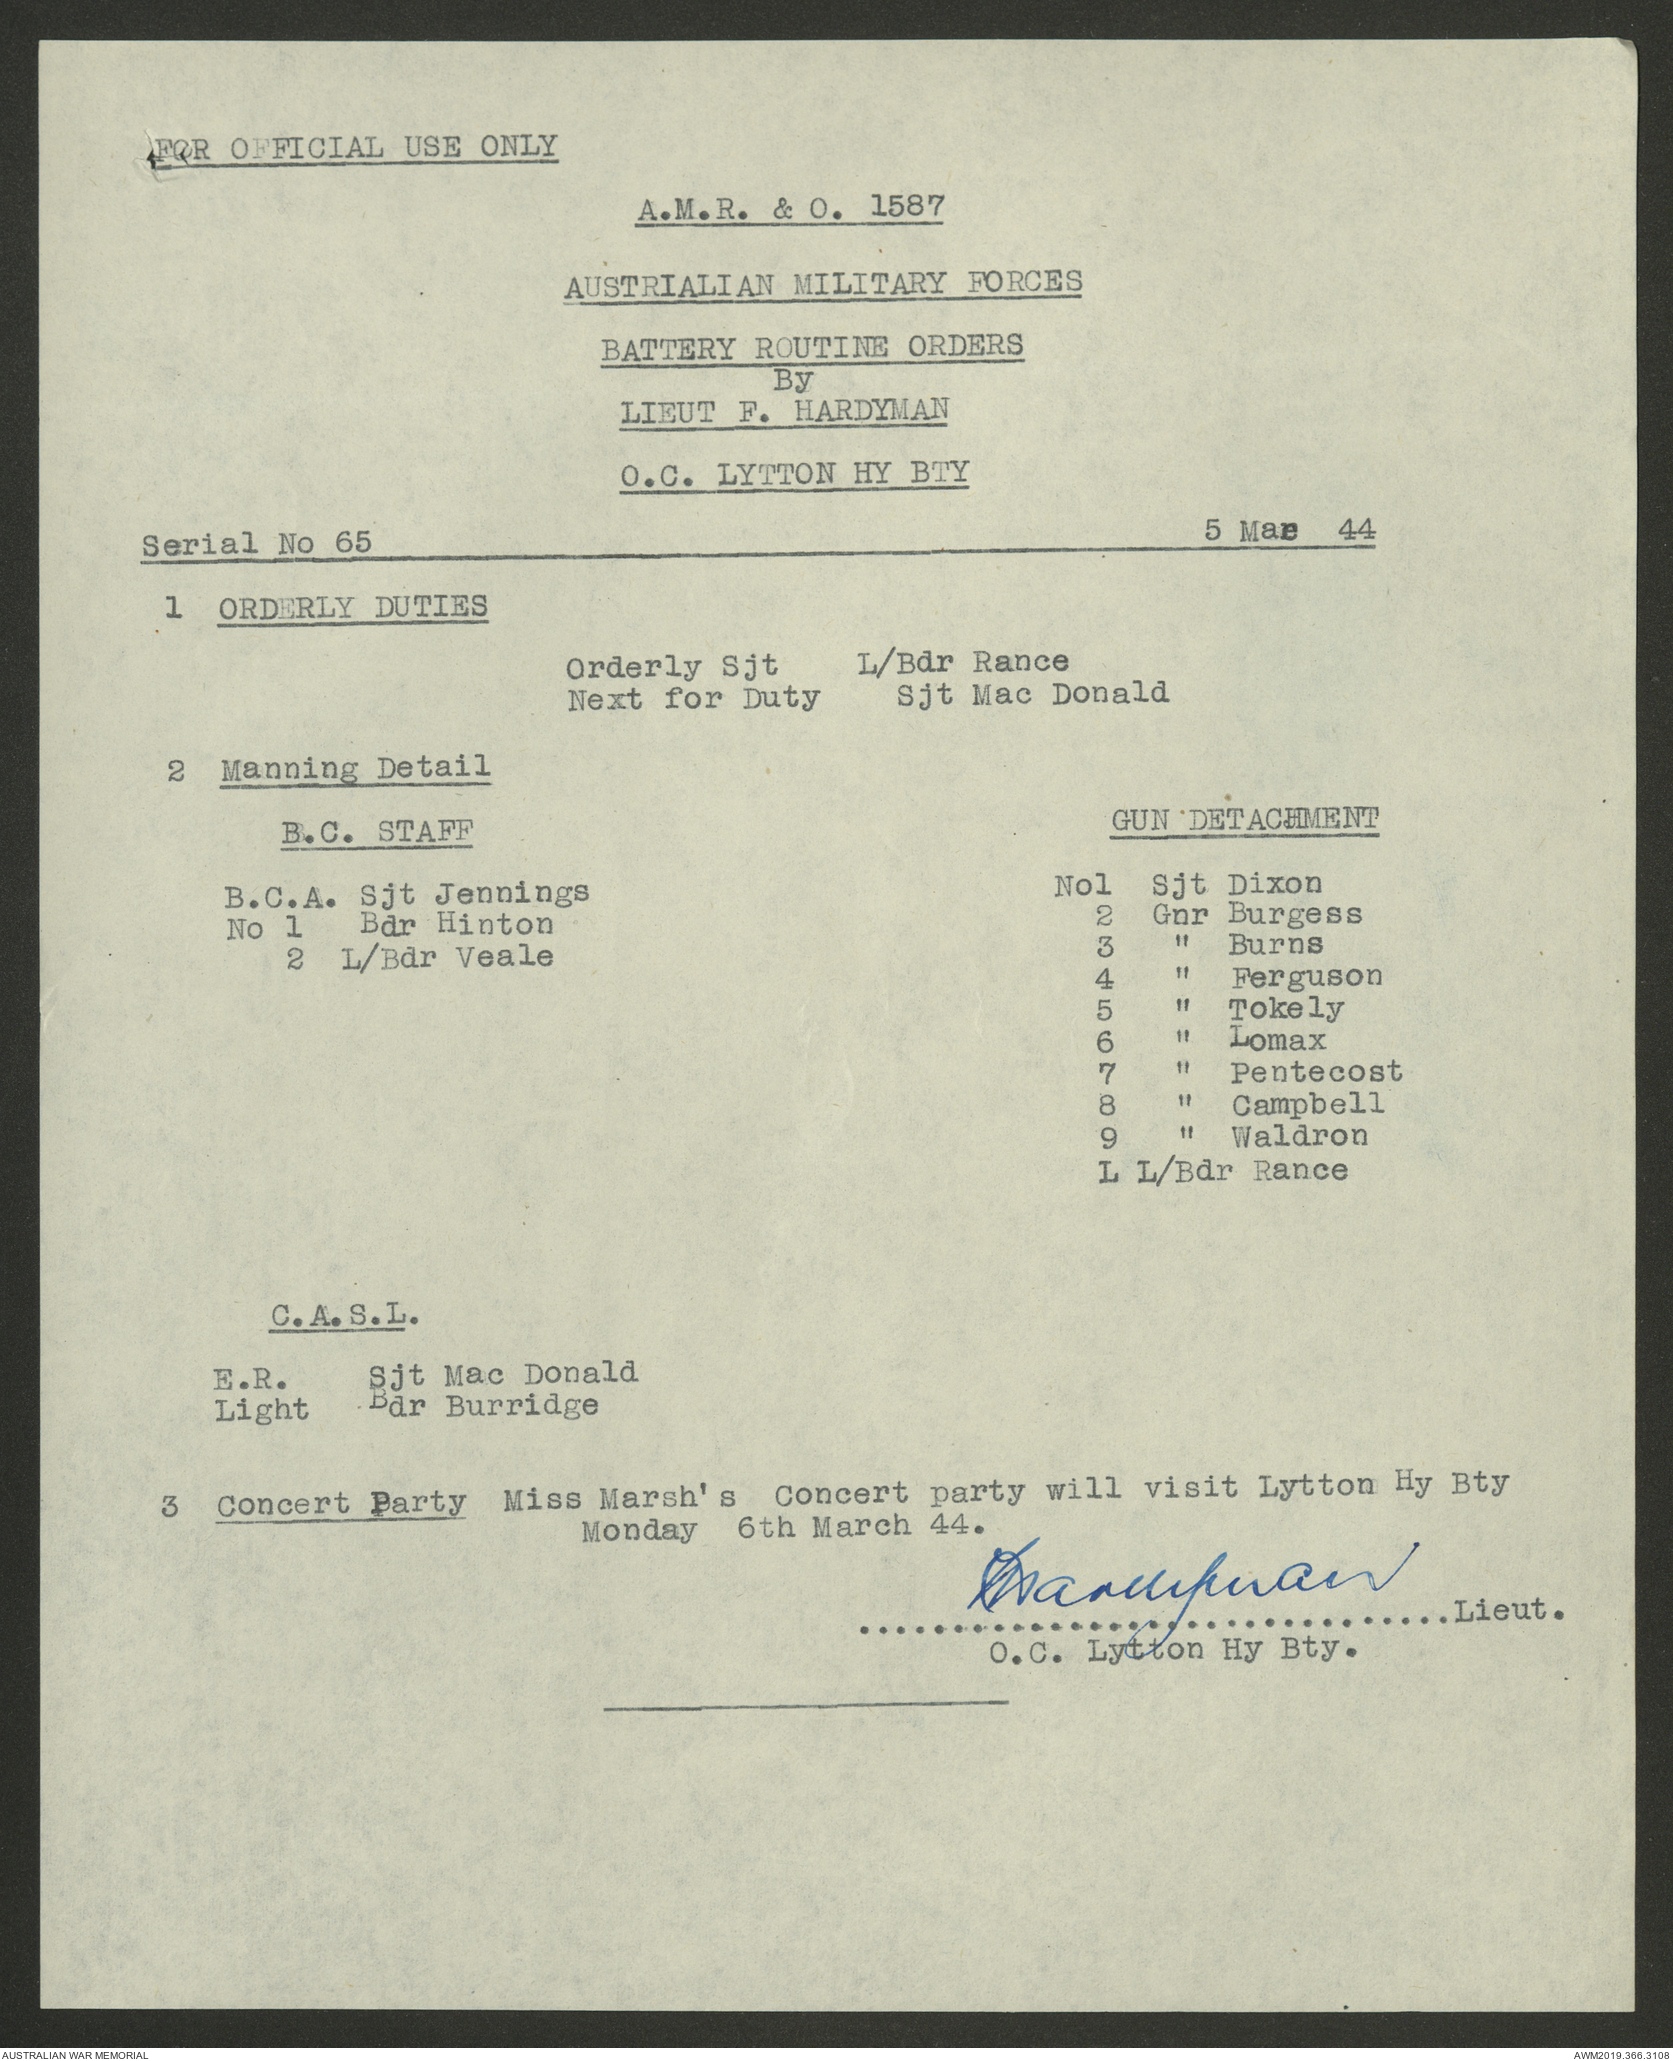 FOR OFFICIAL USE ONLY
A.M.R. & O. 1587
AUSTRIALIAN MILITARY FORCES
BATTERY ROUTINE ORDERS
By
LIEUT F. HARDYMAN
O.C. LYTTON HY BTY
Serial No 65 5 Mar 44
1 ORDERLY DUTIES
Orderly Sjt L/Bdr Rance
Next for Duty Sjt Mac Donald
2 Manning Detail
B.C. STAFF
B.C.A. Sjt Jennings
No 1 Bdr Hinton
2 L/Bdr Veale
GUN DETACHMENT
No1 Sjt Dixon
2 Gnr Burgess
3 " Burns
4 " Ferguson
5 " Tokely
6 " Lomax
7 " Pentecost
8 " Campbell
9 " Waldron
L L/Bdr Rance
C.A.S.L.
E.R. Sjt Mac Donald
Light Bdr Burridge
3 Concert Party Miss Marsh's Concert party will visit Lytton Hy Bty
Monday 6th March 44.
Hardyman
................................Lieut.
O.C. Lytton Hy Bty.
AUSTRALIAN WAR MEMORIAL AWM2019.366.3108